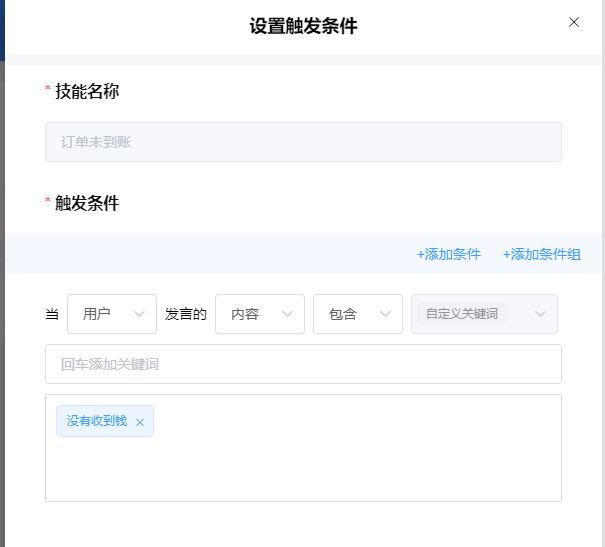 设置触发条件
* 技能名称
订单未到账
* 触发条件
+添加条件 +添加条件组
当 用户 发言的 内容 包含 自定义关键词
回车添加关键词
没有收到钱